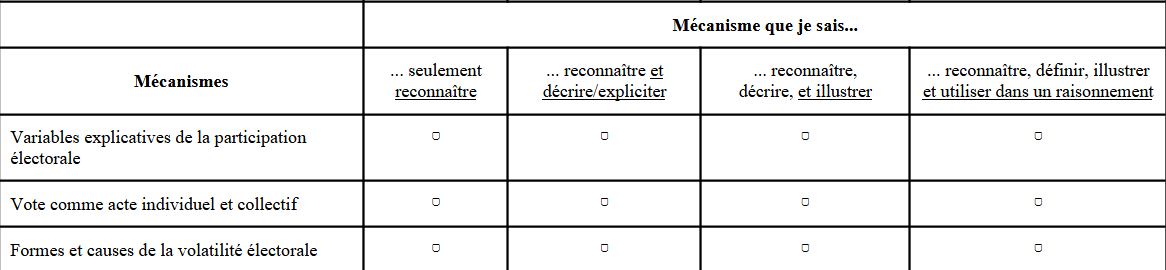 Mécanisme que je sais...
Mécanismes
... seulement
reconnaître
... reconnaître et
décrire/expliciter
... reconnaître,
décrire, et illustrer
... reconnaître, définir, illustrer
et utiliser dans un raisonnement
Variables explicatives de la participation
électorale
Vote comme acte individuel et collectif
Formes et causes de la volatilité électorale